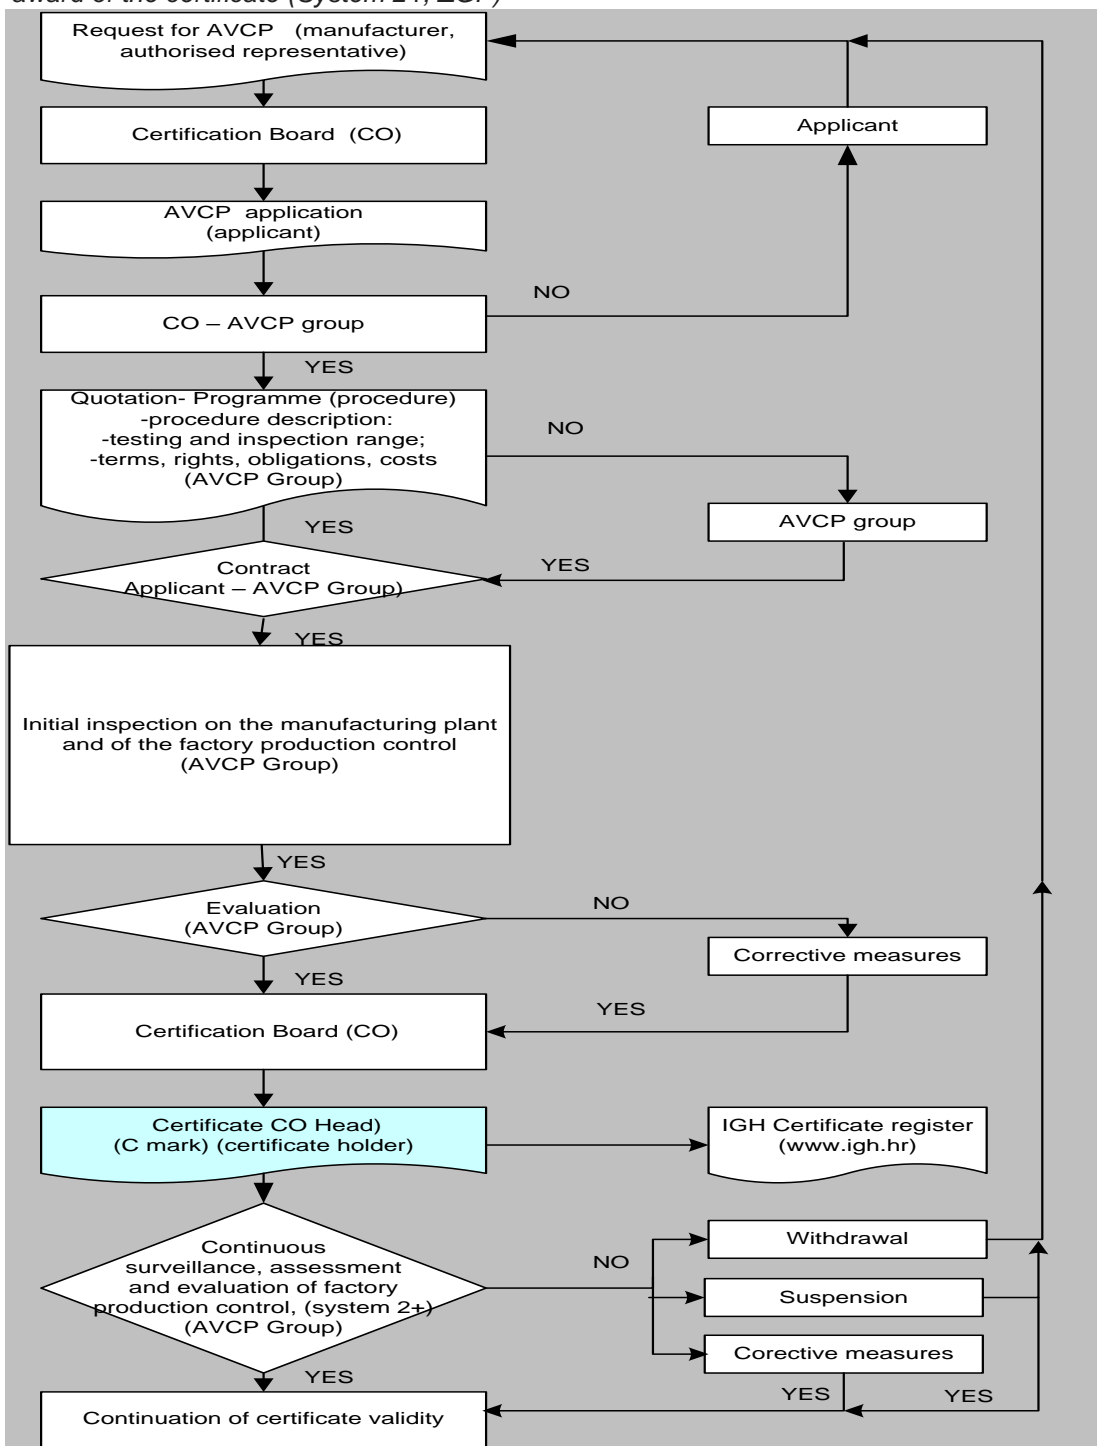 award of the certificate (System 2+, ZGP)
Request for AVCP (manufacturer,
authorised representative)
Certification Board (CO)
Applicant
AVCP application
(applicant)
NO
CO – AVCP group
YES
Quotation- Programme (procedure)
-procedure description:
-testing and inspection range;
-terms, rights, obligations, costs
(AVCP Group)
NO
AVCP group
YES
Contract
Applicant – AVCP Group)
YES
YES
Initial inspection on the manufacturing plant
and of the factory production control
(AVCP Group)
YES
Evaluation
(AVCP Group)
NO
Corrective measures
YES
YES
Certification Board (CO)
Certificate CO Head)
(C mark) (certificate holder)
IGH Certificate register
(www.igh.hr)
Continuous
surveillance, assessment
and evaluation of factory
production control, (system 2+)
(AVCP Group)
NO
Withdrawal
Suspension
Corective measures
YES
YES
YES
Continuation of certificate validity